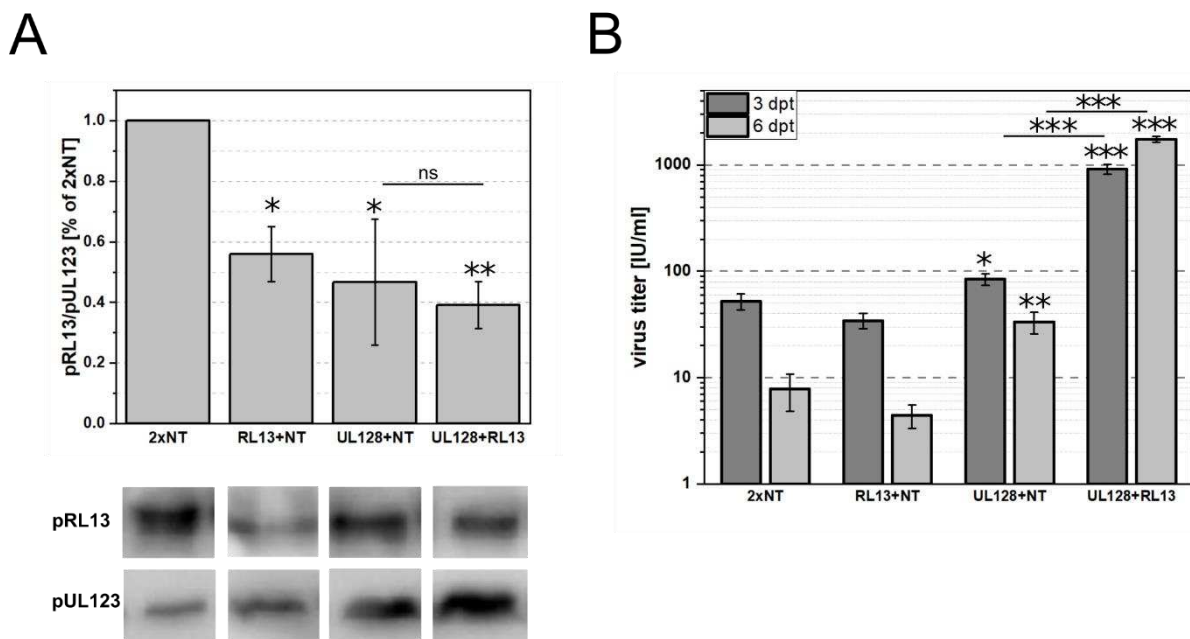 A
pRL13/pUL123 [% of 2xNT]
1.0
0.8
0.6
0.4
0.2
0.0
*
*
ns
**
2xNT
RL13+NT
UL128+NT
UL128+RL13
pRL13
pUL123
B
3 dpt
6 dpt
virus titer [IU/ml]
1000
100
10
1
*
**
***
***
***
***
2xNT
RL13+NT
UL128+NT
UL128+RL13